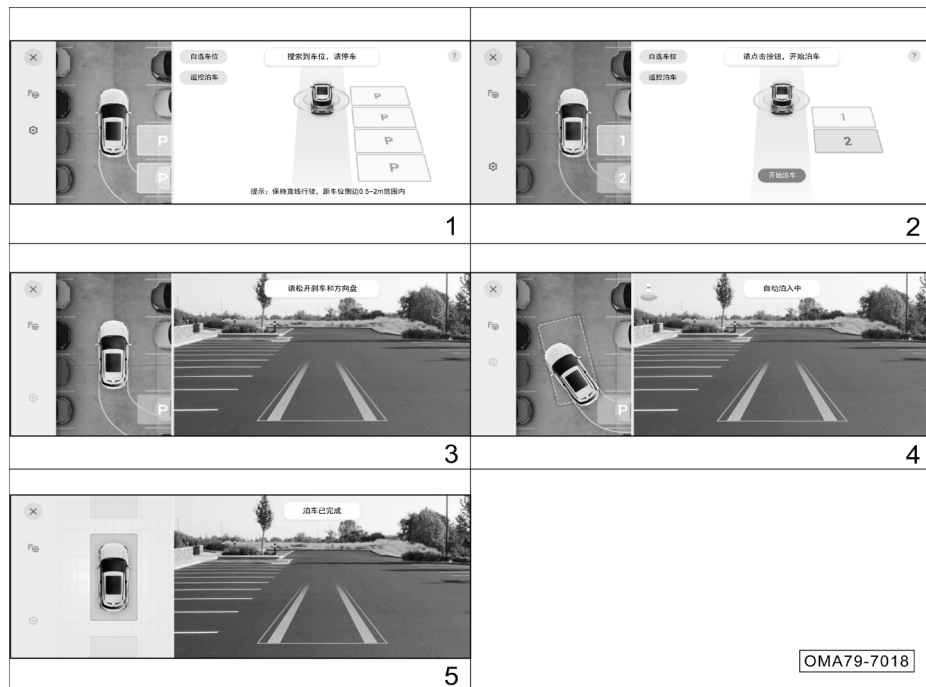 自选车位
搜索到车位，请停车
?
遥控泊车
P
P
P
P
P
P
提示：保持直线行驶，距车位侧边0.5~2m范围内
1
自选车位
请点击按钮，开始泊车
?
遥控泊车
1
2
1
2
开始泊车
2
请松开刹车和方向盘
P
3
自动泊入中
P
4
泊车已完成
5
OMA79-7018